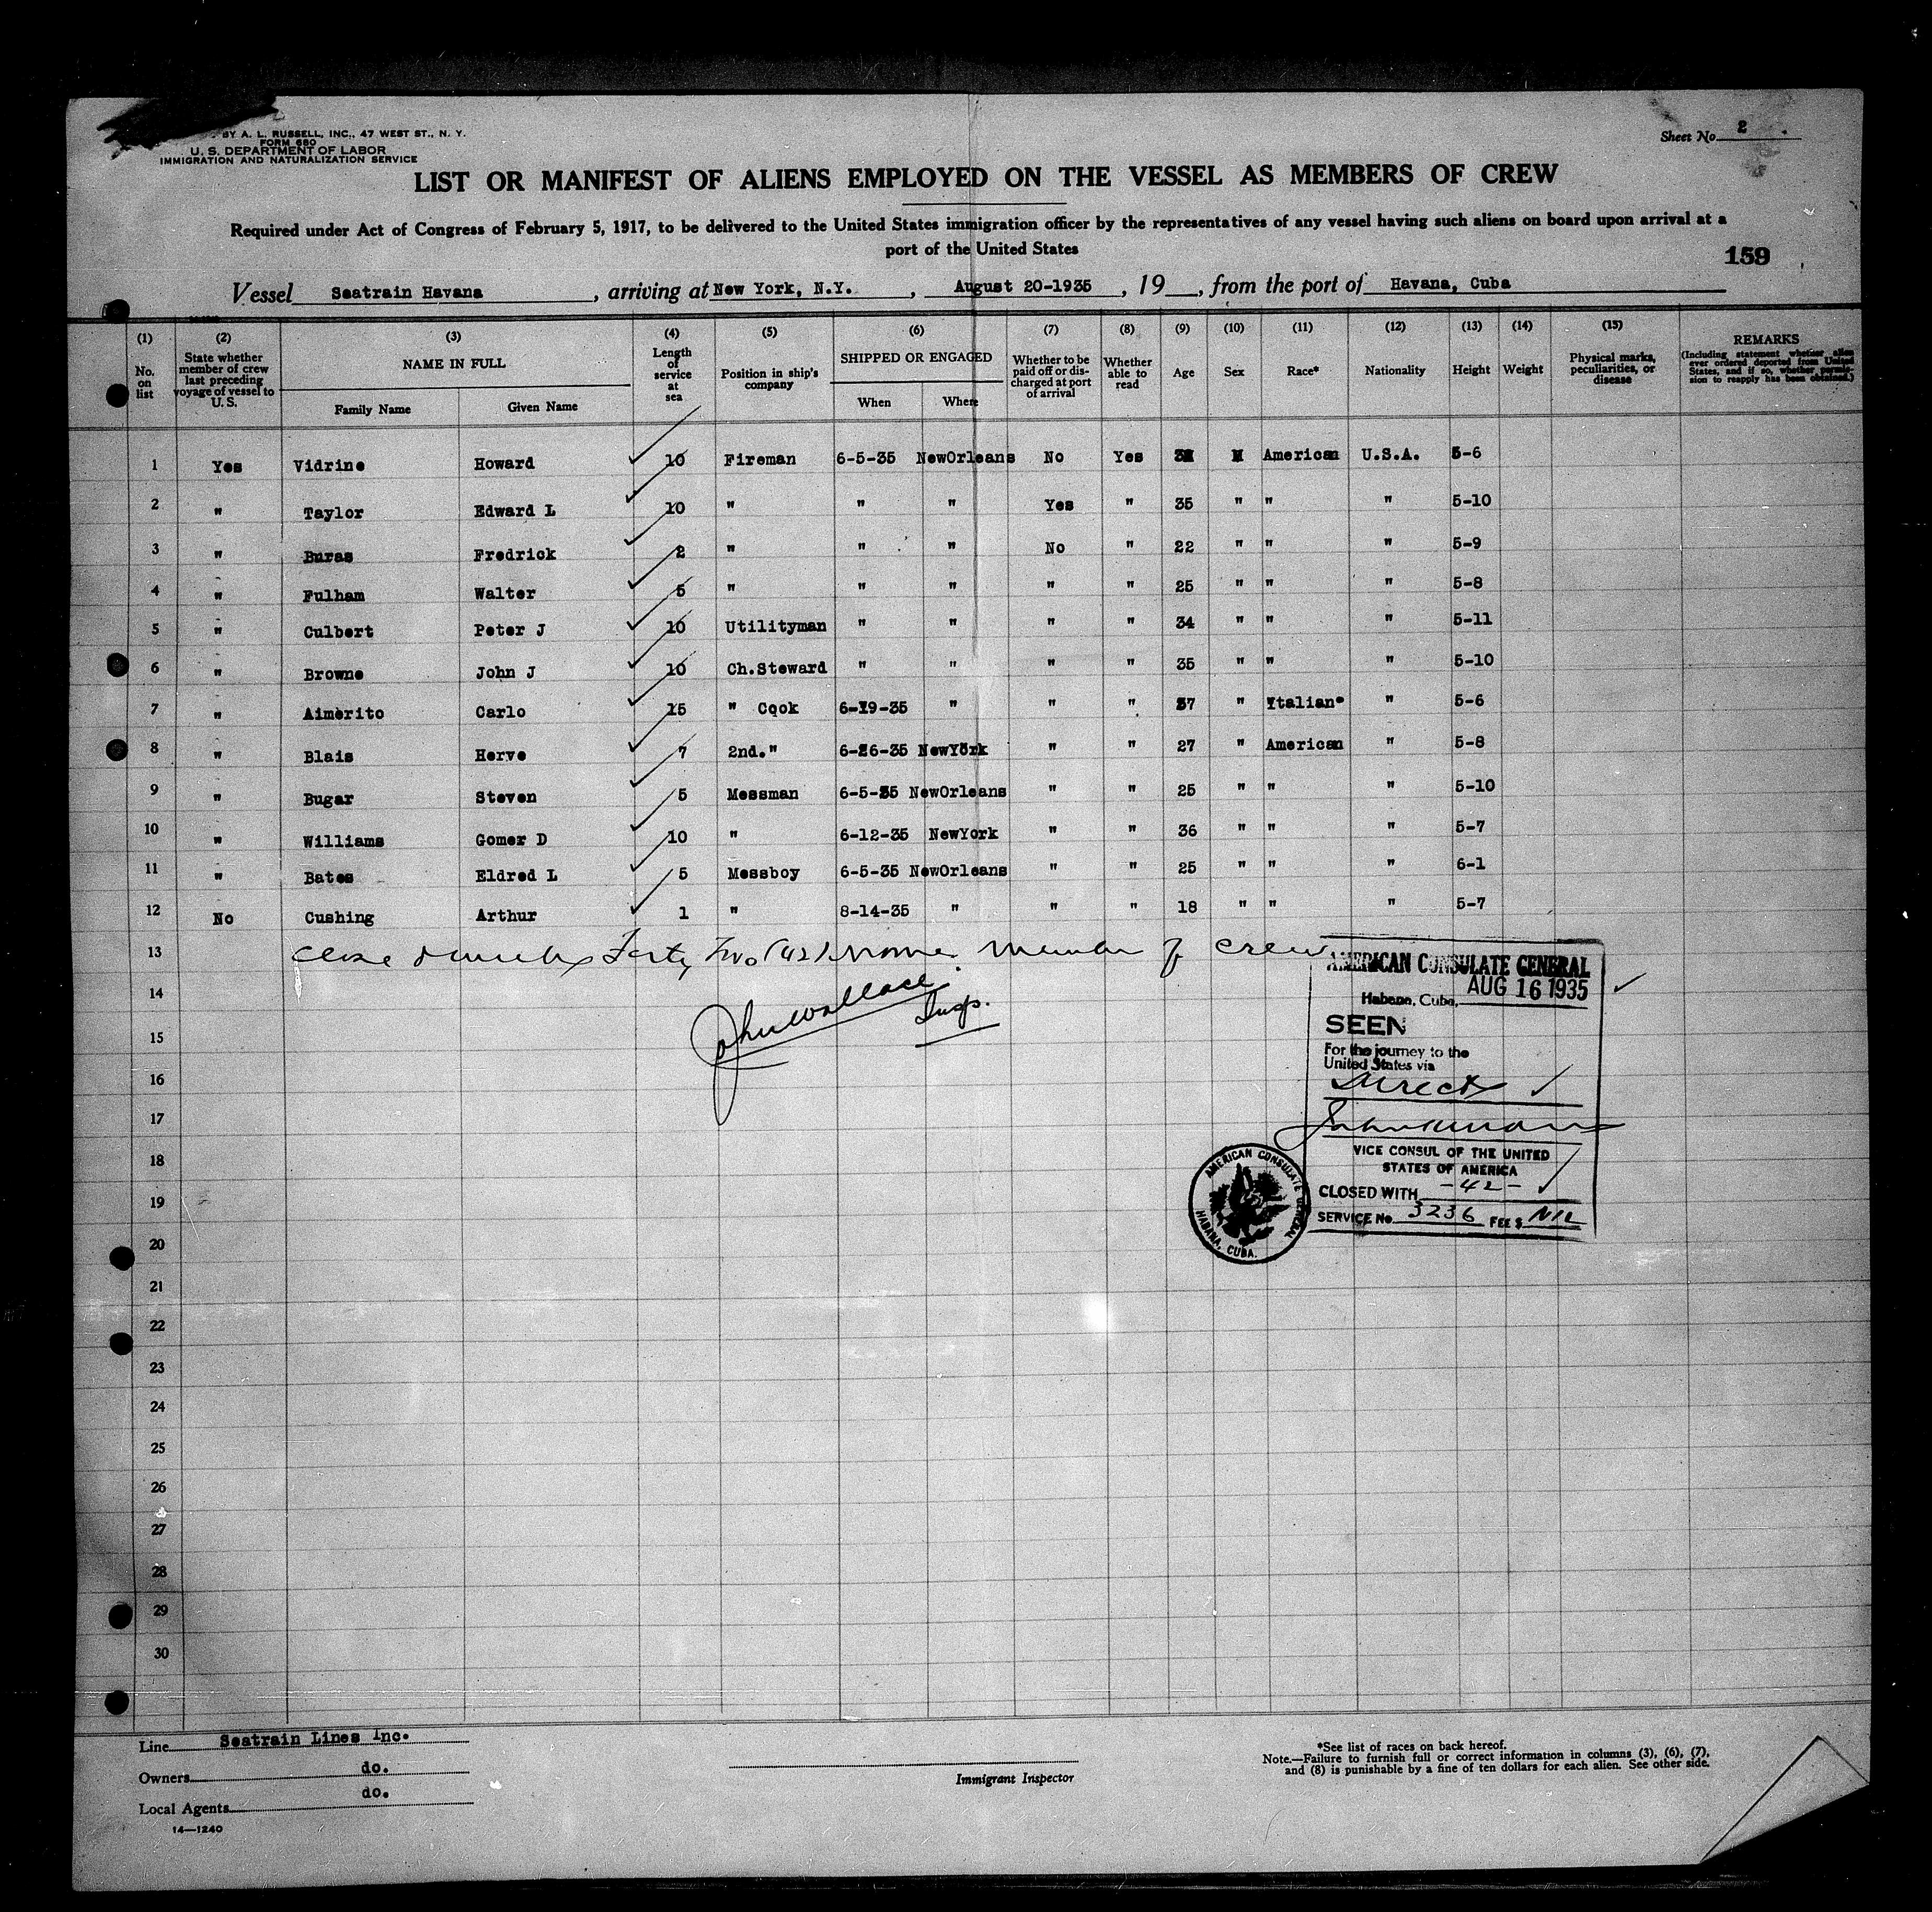 BY A. L. RUSSELL, INC., 47 WEST ST., N. Y.
FORM 680
U. S. DEPARTMENT OF LABOR
IMMIGRATION AND NATURALIZATION SERVICE
Sheet No. 2
LIST OR MANIFEST OF ALIENS EMPLOYED ON THE VESSEL AS MEMBERS OF CREW
Required under Act of Congress of February 5, 1917, to be delivered to the United States immigration officer by the representatives of any vessel having such aliens on board upon arrival at a
port of the United States
159
Vessel Seatrain Havana, arriving at New York, N.Y., August 20-1935, 19__, from the port of Havana, Cuba
(1) (2) (3) (4) (5) (6) (7) (8) (9) (10) (11) (12) (13) (14) (15) REMARKS
No. on list State whether member of crew last preceding voyage of vessel to U. S. NAME IN FULL Length of service at sea Position in ship's company SHIPPED OR ENGAGED Whether to be paid off or discharged at port of arrival Whether able to read Age Sex Race* Nationality Height Weight Physical marks, peculiarities, or disease (Including statement whether alien ever ordered deported from United States, and if so, whether permission to reapply has been obtained.)
Family Name Given Name When Where
1 Yes Vidrine Howard 10 Fireman 6-5-35 NewOrleans No Yes M American U.S.A. 5-6
2 " Taylor Edward L 10 " " " Yes " 35 " " " 5-10
3 " Buras Fredrick 2 " " " No " 22 " " " 5-9
4 " Fulham Walter 5 " " " " " 25 " " " 5-8
5 " Culbert Peter J 10 Utilityman " " " " 34 " " " 5-11
6 " Browne John J 10 Ch.Steward " " " " 35 " " " 5-10
7 " Aimerito Carlo 15 " Cook 6-19-35 " " " 37 " Italian* " 5-6
8 " Blais Herve 7 2nd." 6-26-35 NewYork " " 27 " American " 5-8
9 " Bugar Steven 5 Messman 6-5-35 NewOrleans " " 25 " " " 5-10
10 " Williams Gomer D 10 " 6-12-35 NewYork " " 36 " " " 5-7
11 " Bates Eldred L 5 Messboy 6-5-35 NewOrleans " " 25 " " " 6-1
12 No Cushing Arthur 1 " 8-14-35 " " " 18 " " " 5-7
13 Forty Two (42) member of crew
14
John Wallace
Insp.
15
16
17
18
19
20
21
22
23
24
25
26
27
28
29
30
AMERICAN CONSULATE GENERAL
Habana, Cuba, AUG 16 1935
SEEN
For the journey to the
United States via
Direct
VICE CONSUL OF THE UNITED
STATES OF AMERICA
CLOSED WITH -42-
SERVICE No. 3236 FEE $ NIL
AMERICAN CONSULATE GENERAL
HABANA, CUBA.
Line Seatrain Lines Inc.
Owners do.
Local Agents do.
14—1240
Immigrant Inspector
*See list of races on back hereof.
Note.—Failure to furnish full or correct information in columns (3), (6), (7),
and (8) is punishable by a fine of ten dollars for each alien. See other side.